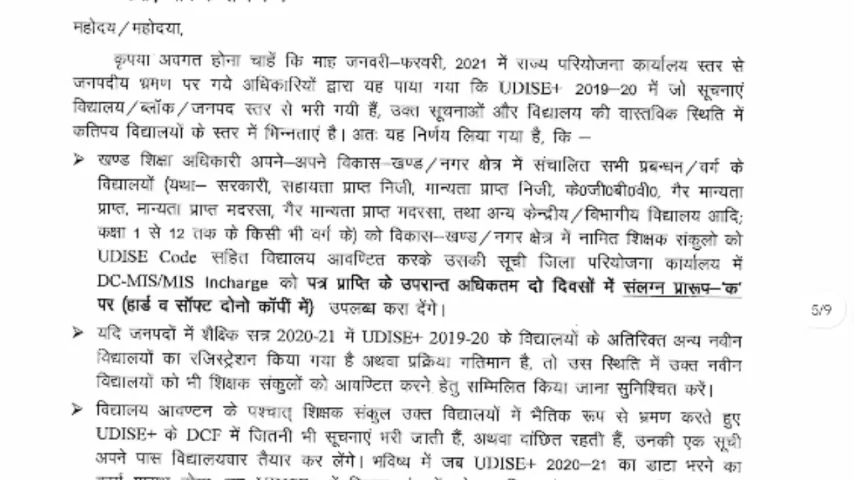 महोदय/महोदया,
कृपया अवगत होना चाहें कि माह जनवरी–फरवरी, 2021 में राज्य परियोजना कार्यालय स्तर से
जनपदीय भ्रमण पर गये अधिकारियों द्वारा यह पाया गया कि UDISE+ 2019–20 में जो सूचनाएं
विद्यालय/ब्लॉक/जनपद स्तर से भरी गयी हैं, उक्त सूचनाओं और विद्यालय की वास्तविक स्थिति में
कतिपय विद्यालयों के स्तर में भिन्नताएं है। अतः यह निर्णय लिया गया है, कि –
➢ खण्ड शिक्षा अधिकारी अपने–अपने विकास–खण्ड/नगर क्षेत्र में संचालित सभी प्रबन्धन/वर्ग के
विद्यालयों (यथा– सरकारी, सहायता प्राप्त निजी, मान्यता प्राप्त निजी, के0जी0बी0वी0, गैर मान्यता
प्राप्त, मान्यता प्राप्त मदरसा, गैर मान्यता प्राप्त मदरसा, तथा अन्य केन्द्रीय/विभागीय विद्यालय आदि;
कक्षा 1 से 12 तक के किसी भी वर्ग के) को विकास–खण्ड/नगर क्षेत्र में नामित शिक्षक संकुलो को
UDISE Code सहित विद्यालय आवण्टित करके उसकी सूची जिला परियोजना कार्यालय में
DC-MIS/MIS Incharge को पत्र प्राप्ति के उपरान्त अधिकतम दो दिवसों में संलग्न प्रारूप–'क'
पर (हार्ड व सॉफ्ट दोनो कॉपी में) उपलब्ध करा देंगे।
5/9
➢ यदि जनपदों में शैक्षिक सत्र 2020-21 में UDISE+ 2019-20 के विद्यालयों के अतिरिक्त अन्य नवीन
विद्यालयों का रजिस्ट्रेशन किया गया है अथवा प्रक्रिया गतिमान है, तो उस स्थिति में उक्त नवीन
विद्यालयों को भी शिक्षक संकुलों को आवण्टित करने हेतु सम्मिलित किया जाना सुनिश्चित करें।
➢ विद्यालय आवण्टन के पश्चात् शिक्षक संकुल उक्त विद्यालयों में भैतिक रूप से भ्रमण करते हुए
UDISE+ के DCF में जितनी भी सूचनाएं भरी जाती हैं, अथवा वांछित रहती हैं, उनकी एक सूची
अपने पास विद्यालयवार तैयार कर लेंगे। भविष्य में जब UDISE+ 2020–21 का डाटा भरने का